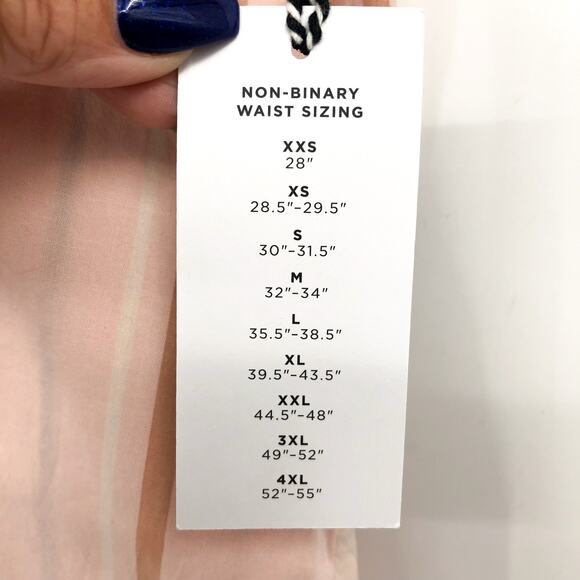 NON-BINARY
WAIST SIZING
XXS
28"
XS
28.5"–29.5"
S
30"–31.5"
M
32"–34"
L
35.5"–38.5"
XL
39.5"–43.5"
XXL
44.5"–48"
3XL
49"–52"
4XL
52"–55"